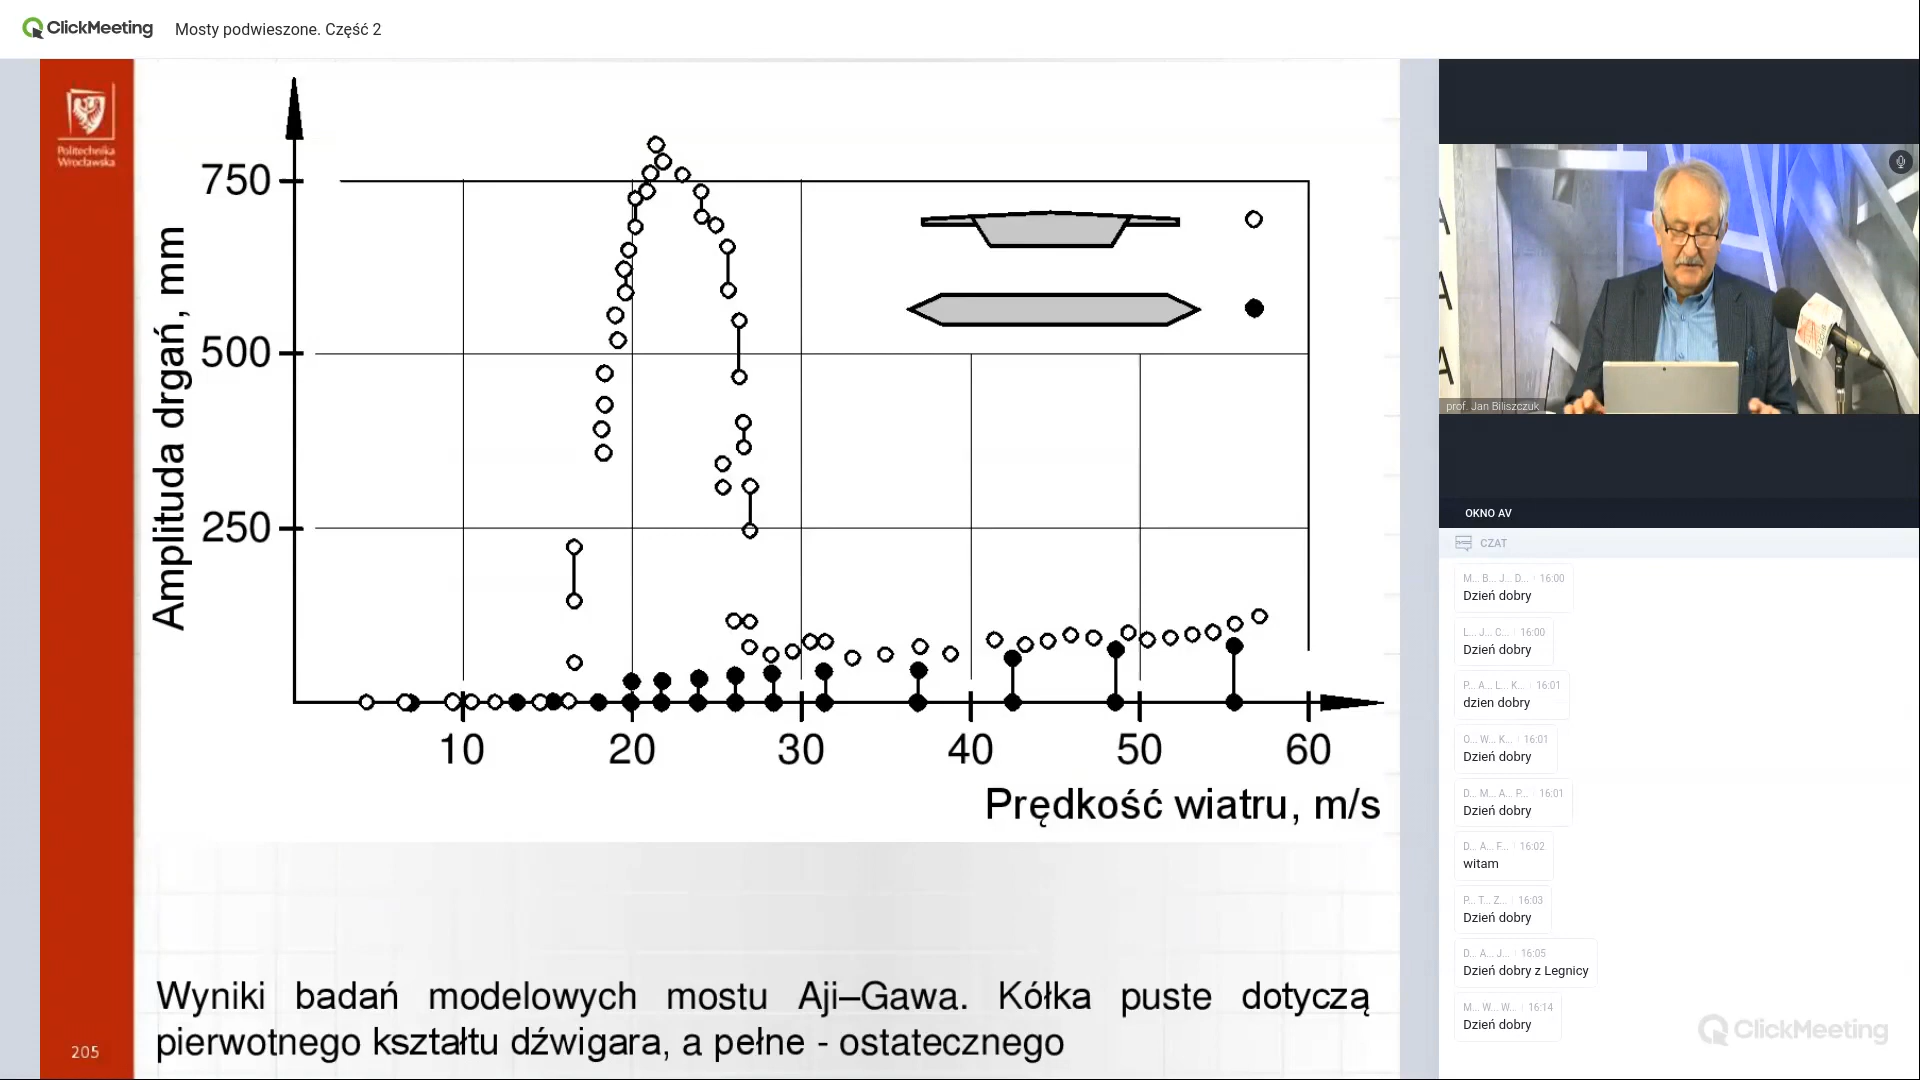 ClickMeeting
Mosty podwieszone. Część 2
Politechnika
Wrocławska
Amplituda drgań, mm
750
500
250
10 20 30 40 50 60
Prędkość wiatru, m/s
Wyniki badań modelowych mostu Aji–Gawa. Kółka puste dotyczą
pierwotnego kształtu dźwigara, a pełne - ostatecznego
205
prof. Jan Biliszczuk
OKNO AV
CZAT
M... B... J... D... 16:00
Dzień dobry
L... J... C... 16:00
Dzień dobry
P... A... L... K... 16:01
dzien dobry
O... W... K... 16:01
Dzień dobry
D... M... A... P... 16:01
Dzień dobry
D... A... F... 16:02
witam
P... T... Z... 16:03
Dzień dobry
D... A... J... 16:05
Dzień dobry z Legnicy
M... W... W... 16:14
Dzień dobry
ClickMeeting